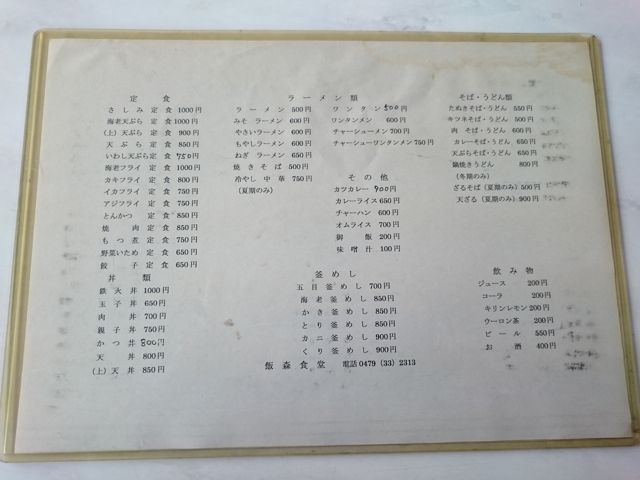 定食
さしみ定食 1000円
海老天ぷら定食 1000円
(上)天ぷら定食 900円
天ぷら定食 850円
いわし天ぷら定食 750円
海老フライ定食 1000円
カキフライ定食 800円
イカフライ定食 750円
アジフライ定食 750円
とんかつ定食 850円
焼肉定食 850円
もつ煮定食 750円
野菜いため定食 650円
餃子定食 650円
丼類
鉄火丼 1000円
玉子丼 650円
肉丼 700円
親子丼 750円
かつ丼 800円
天丼 800円
(上)天丼 850円
ラーメン類
ラーメン 500円
みそラーメン 600円
やさいラーメン 600円
もやしラーメン 600円
ねぎラーメン 650円
焼きそば 500円
冷やし中華 750円
(夏期のみ)
ワンタン 500円
ワンタンメン 600円
チャーシューメン 700円
チャーシューワンタンメン 750円
その他
カツカレー 900円
カレーライス 650円
チャーハン 600円
オムライス 700円
御飯 200円
味噌汁 100円
釜めし
五目釜めし 700円
海老釜めし 850円
かき釜めし 850円
とり釜めし 850円
カニ釜めし 900円
くり釜めし 900円
飯森食堂 電話0479(33)2313
そば・うどん類
たぬきそば・うどん 550円
キツネそば・うどん 500円
肉そば・うどん 600円
カレーそば・うどん 650円
天ぷらそば・うどん 650円
鍋焼きうどん 800円
(冬期のみ)
ざるそば(夏期のみ) 500円
天ざる(夏期のみ) 900円
飲み物
ジュース 200円
コーラ 200円
キリンレモン 200円
ウーロン茶 200円
ビール 550円
お酒 400円